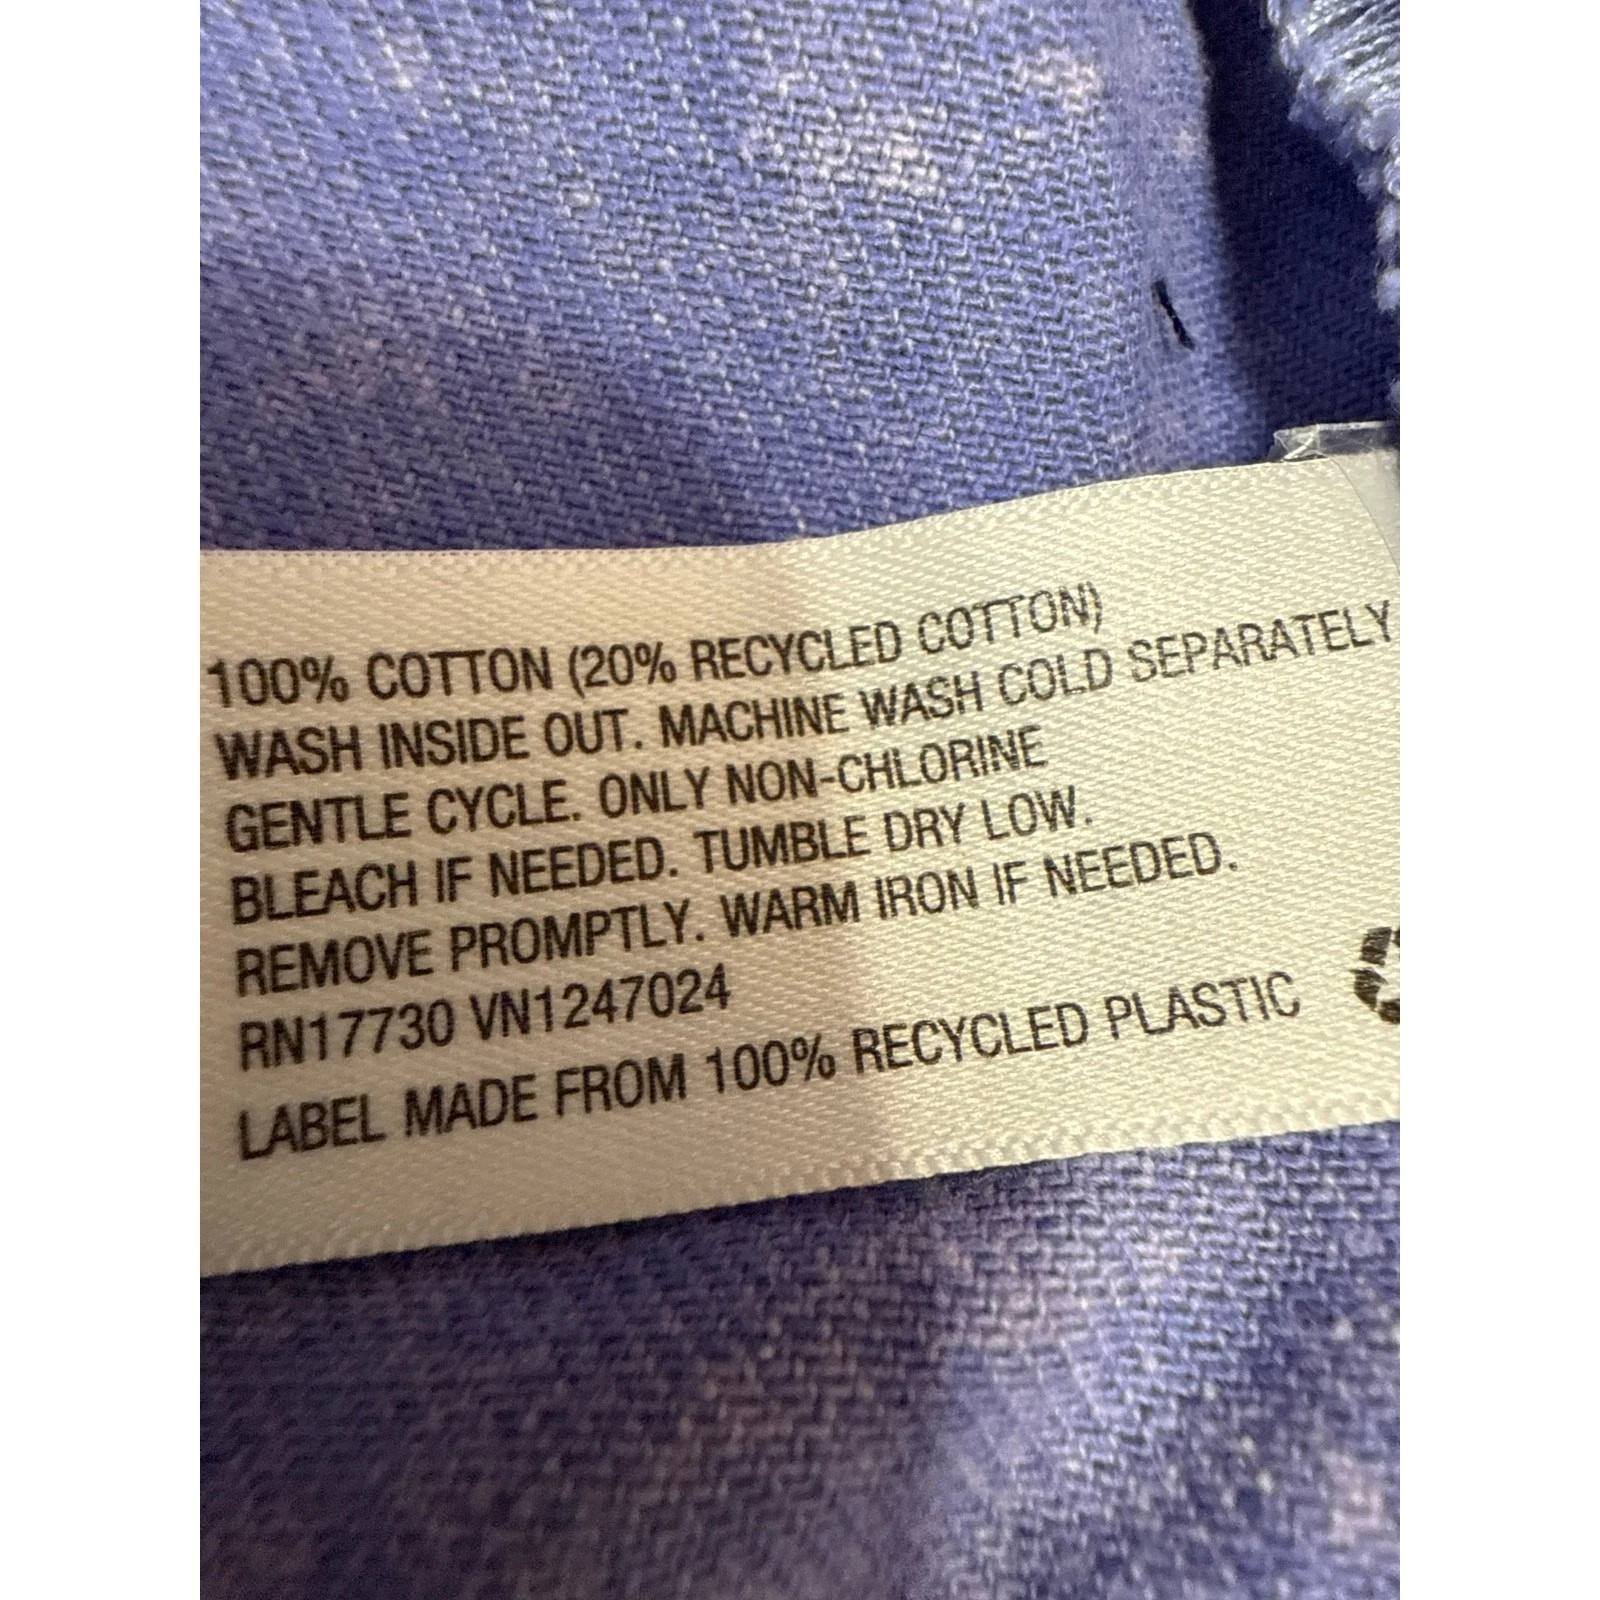 100% COTTON (20% RECYCLED COTTON)
WASH INSIDE OUT. MACHINE WASH COLD SEPARATELY
GENTLE CYCLE. ONLY NON-CHLORINE
BLEACH IF NEEDED. TUMBLE DRY LOW.
REMOVE PROMPTLY. WARM IRON IF NEEDED.
RN17730 VN1247024
LABEL MADE FROM 100% RECYCLED PLASTIC